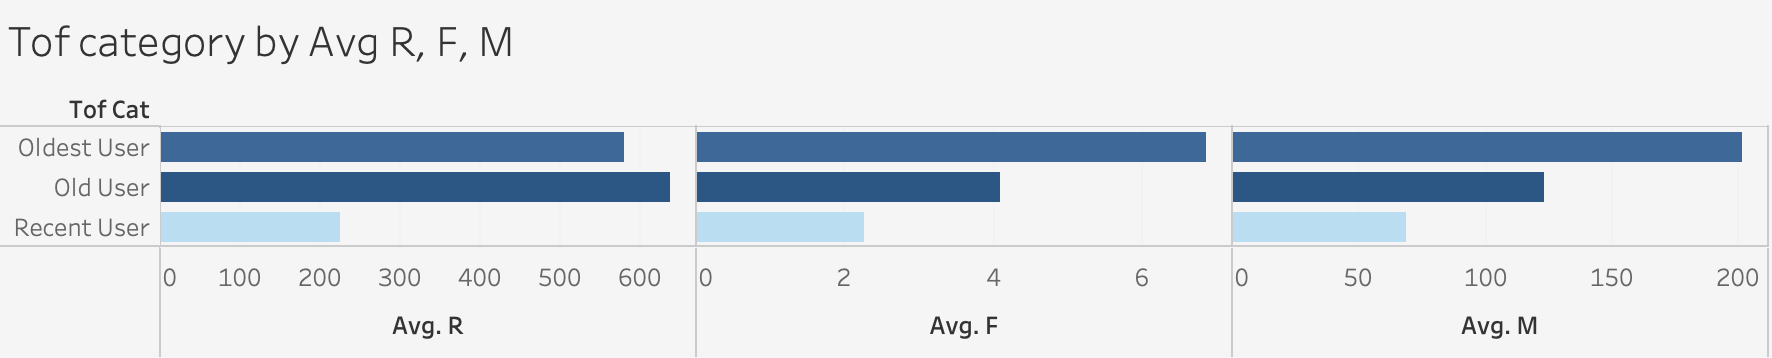 Tof category by Avg R, F, M
Tof Cat
Oldest User
Old User
Recent User
0 100 200 300 400 500 600 0 2 4 6 0 50 100 150 200
Avg. R Avg. F Avg. M